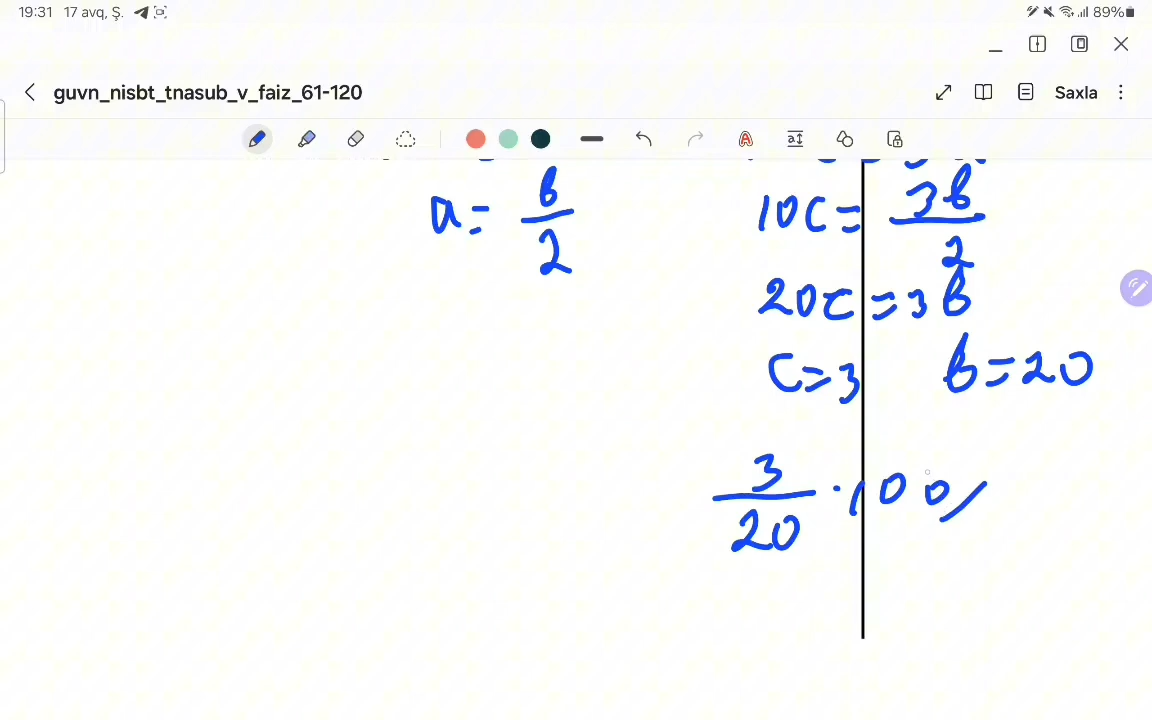 19:31 17 avq, Ş. 89%
guvn_nisbt_tnasub_v_faiz_61-120
Saxla
a = b/2
10c = 3b/2
20c = 3b
c = 3 b = 20
3/20 · 100/